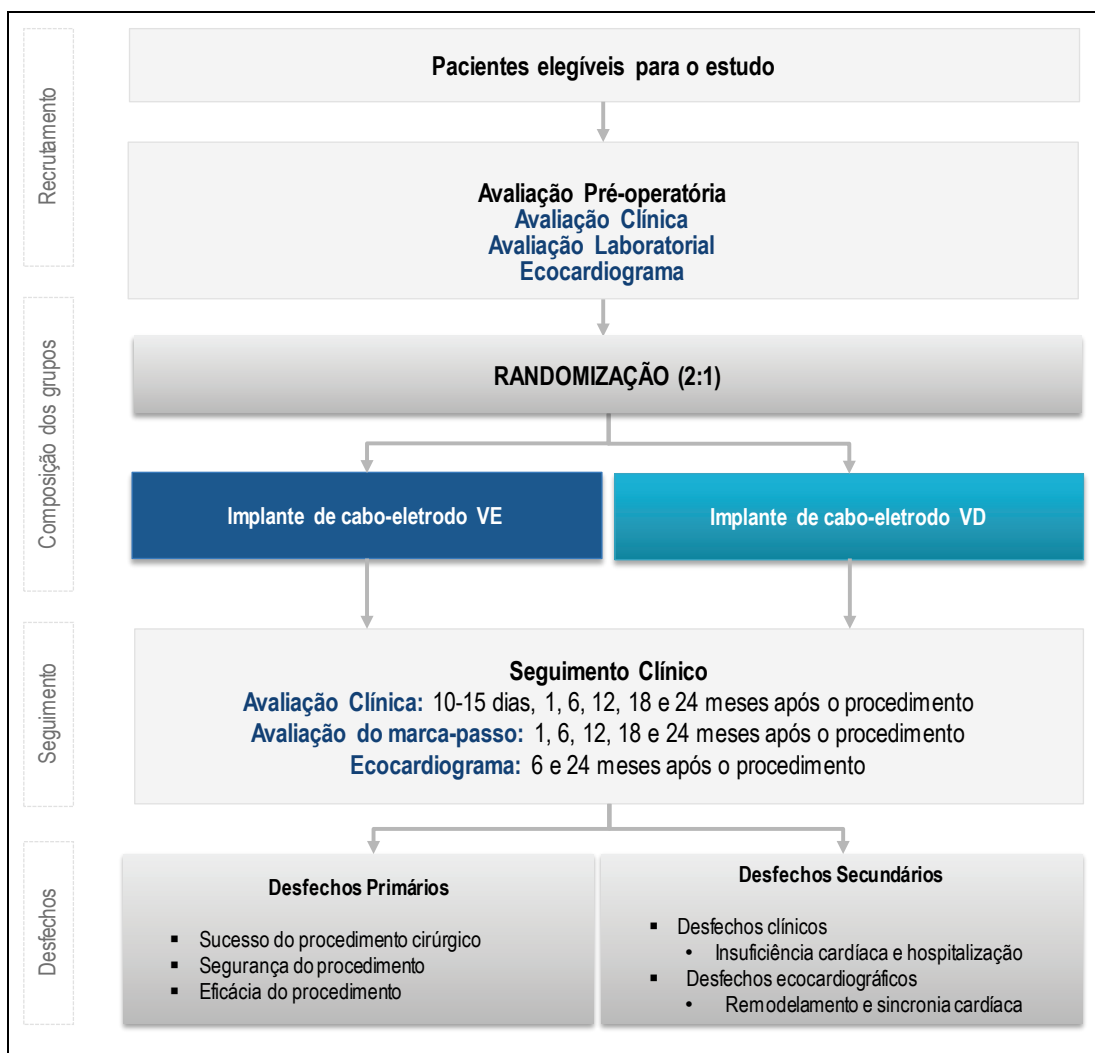 Recrutamento
Pacientes elegíveis para o estudo
Avaliação Pré-operatória
Avaliação Clínica
Avaliação Laboratorial
Ecocardiograma
Composição dos grupos
RANDOMIZAÇÃO (2:1)
Implante de cabo-eletrodo VE
Implante de cabo-eletrodo VD
Seguimento
Seguimento Clínico
Avaliação Clínica: 10-15 dias, 1, 6, 12, 18 e 24 meses após o procedimento
Avaliação do marca-passo: 1, 6, 12, 18 e 24 meses após o procedimento
Ecocardiograma: 6 e 24 meses após o procedimento
Desfechos
Desfechos Primários
▪ Sucesso do procedimento cirúrgico
▪ Segurança do procedimento
▪ Eficácia do procedimento
Desfechos Secundários
▪ Desfechos clínicos
• Insuficiência cardíaca e hospitalização
▪ Desfechos ecocardiográficos
• Remodelamento e sincronia cardíaca